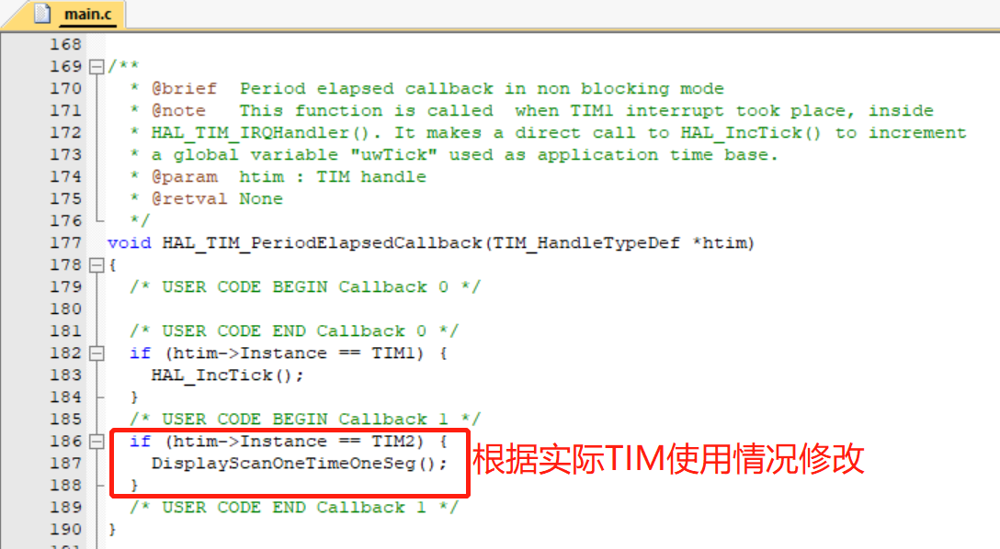 main.c
168
169 /**
170 * @brief Period elapsed callback in non blocking mode
171 * @note This function is called when TIM1 interrupt took place, inside
172 * HAL_TIM_IRQHandler(). It makes a direct call to HAL_IncTick() to increment
173 * a global variable "uwTick" used as application time base.
174 * @param htim : TIM handle
175 * @retval None
176 */
177 void HAL_TIM_PeriodElapsedCallback(TIM_HandleTypeDef *htim)
178 {
179 /* USER CODE BEGIN Callback 0 */
180
181 /* USER CODE END Callback 0 */
182 if (htim->Instance == TIM1) {
183 HAL_IncTick();
184 }
185 /* USER CODE BEGIN Callback 1 */
186 if (htim->Instance == TIM2) {
187 DisplayScanOneTimeOneSeg(); 根据实际TIM使用情况修改
188 }
189 /* USER CODE END Callback 1 */
190 }